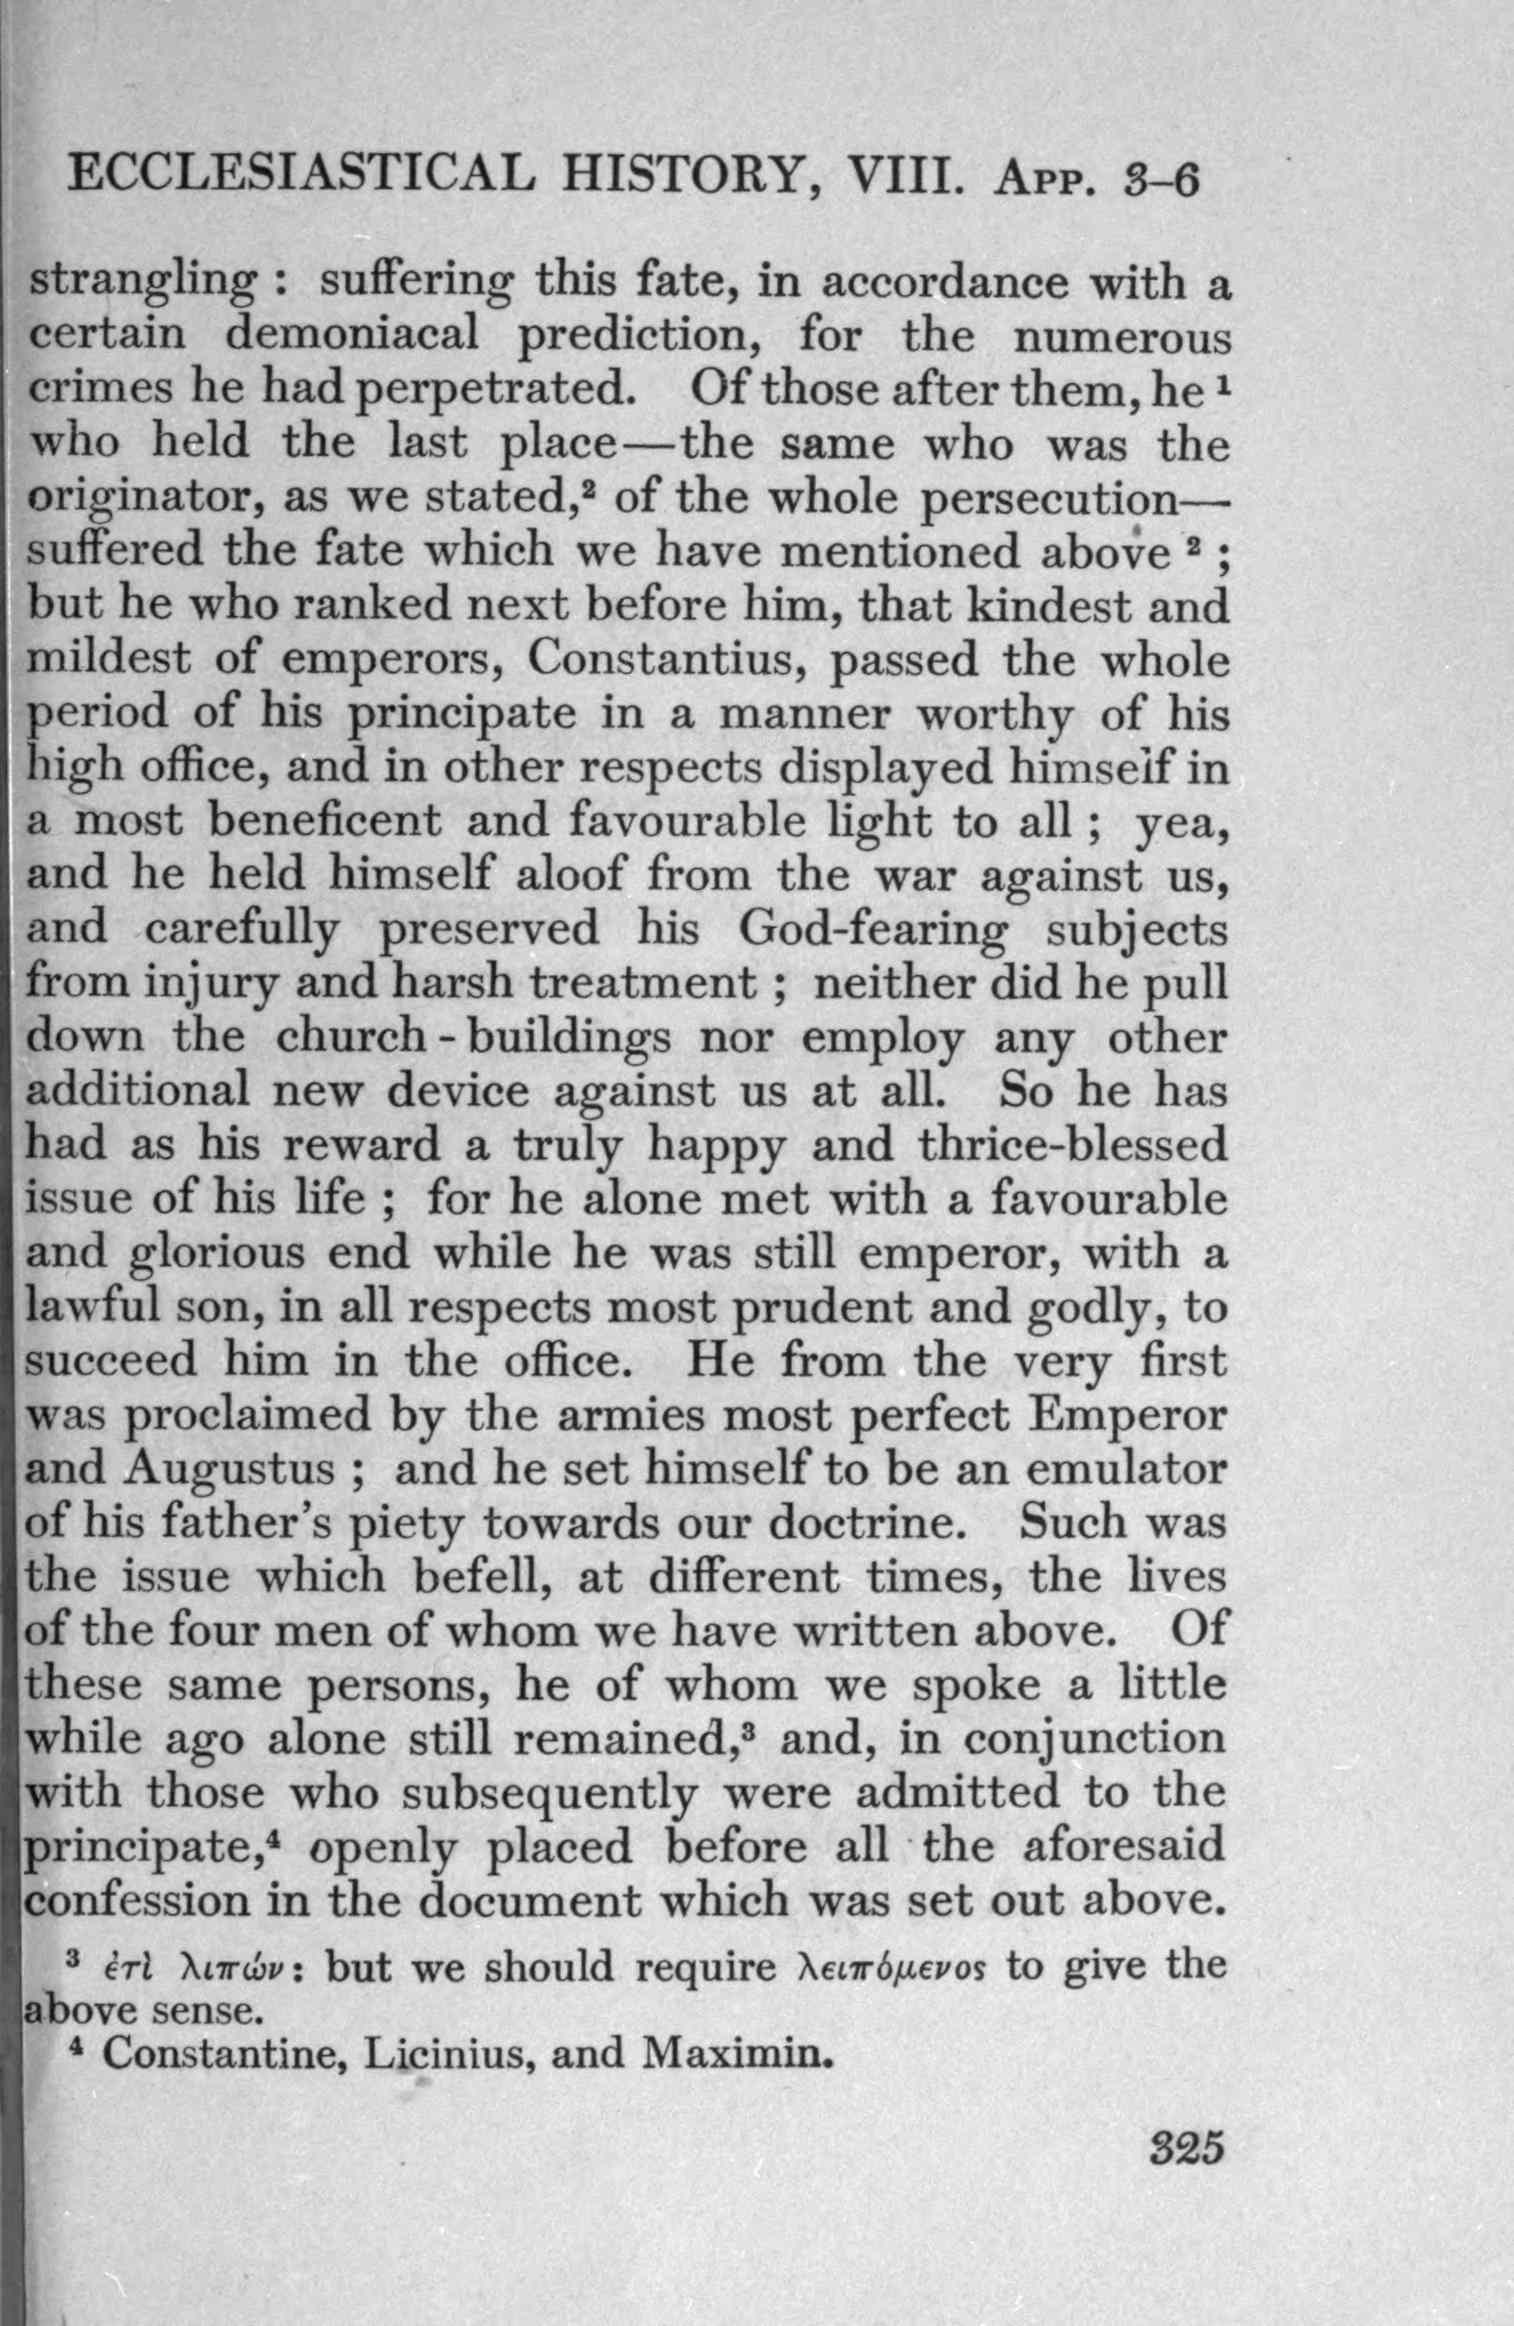 ECCLESIASTICAL HISTORY, VIII. App. 3–6
strangling : suffering this fate, in accordance with a
certain demoniacal prediction, for the numerous
crimes he had perpetrated. Of those after them, he ¹
who held the last place—the same who was the
originator, as we stated,² of the whole persecution—
suffered the fate which we have mentioned above ² ;
but he who ranked next before him, that kindest and
mildest of emperors, Constantius, passed the whole
period of his principate in a manner worthy of his
high office, and in other respects displayed himself in
a most beneficent and favourable light to all ; yea,
and he held himself aloof from the war against us,
and carefully preserved his God-fearing subjects
from injury and harsh treatment ; neither did he pull
down the church - buildings nor employ any other
additional new device against us at all. So he has
had as his reward a truly happy and thrice-blessed
issue of his life ; for he alone met with a favourable
and glorious end while he was still emperor, with a
lawful son, in all respects most prudent and godly, to
succeed him in the office. He from the very first
was proclaimed by the armies most perfect Emperor
and Augustus ; and he set himself to be an emulator
of his father's piety towards our doctrine. Such was
the issue which befell, at different times, the lives
of the four men of whom we have written above. Of
these same persons, he of whom we spoke a little
while ago alone still remained,³ and, in conjunction
with those who subsequently were admitted to the
principate,⁴ openly placed before all the aforesaid
confession in the document which was set out above.
³ ἐτὶ λιπών: but we should require λειπόμενος to give the
above sense.
⁴ Constantine, Licinius, and Maximin.
325